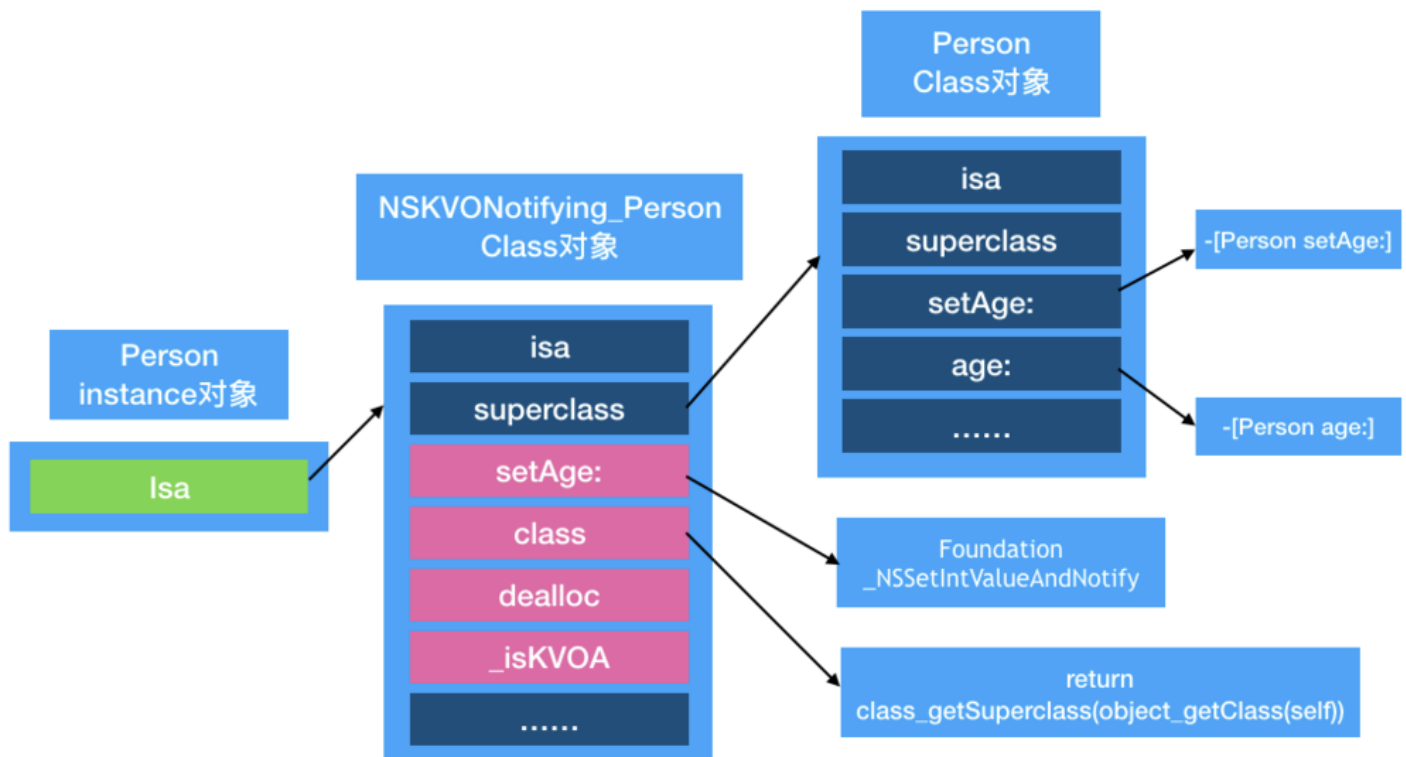 Person
instance对象
Isa
NSKVONotifying_Person
Class对象
isa
superclass
setAge:
class
dealloc
_isKVOA
......
Person
Class对象
isa
superclass
setAge:
age:
......
-[Person setAge:]
-[Person age:]
Foundation
_NSSetIntValueAndNotify
return
class_getSuperclass(object_getClass(self))